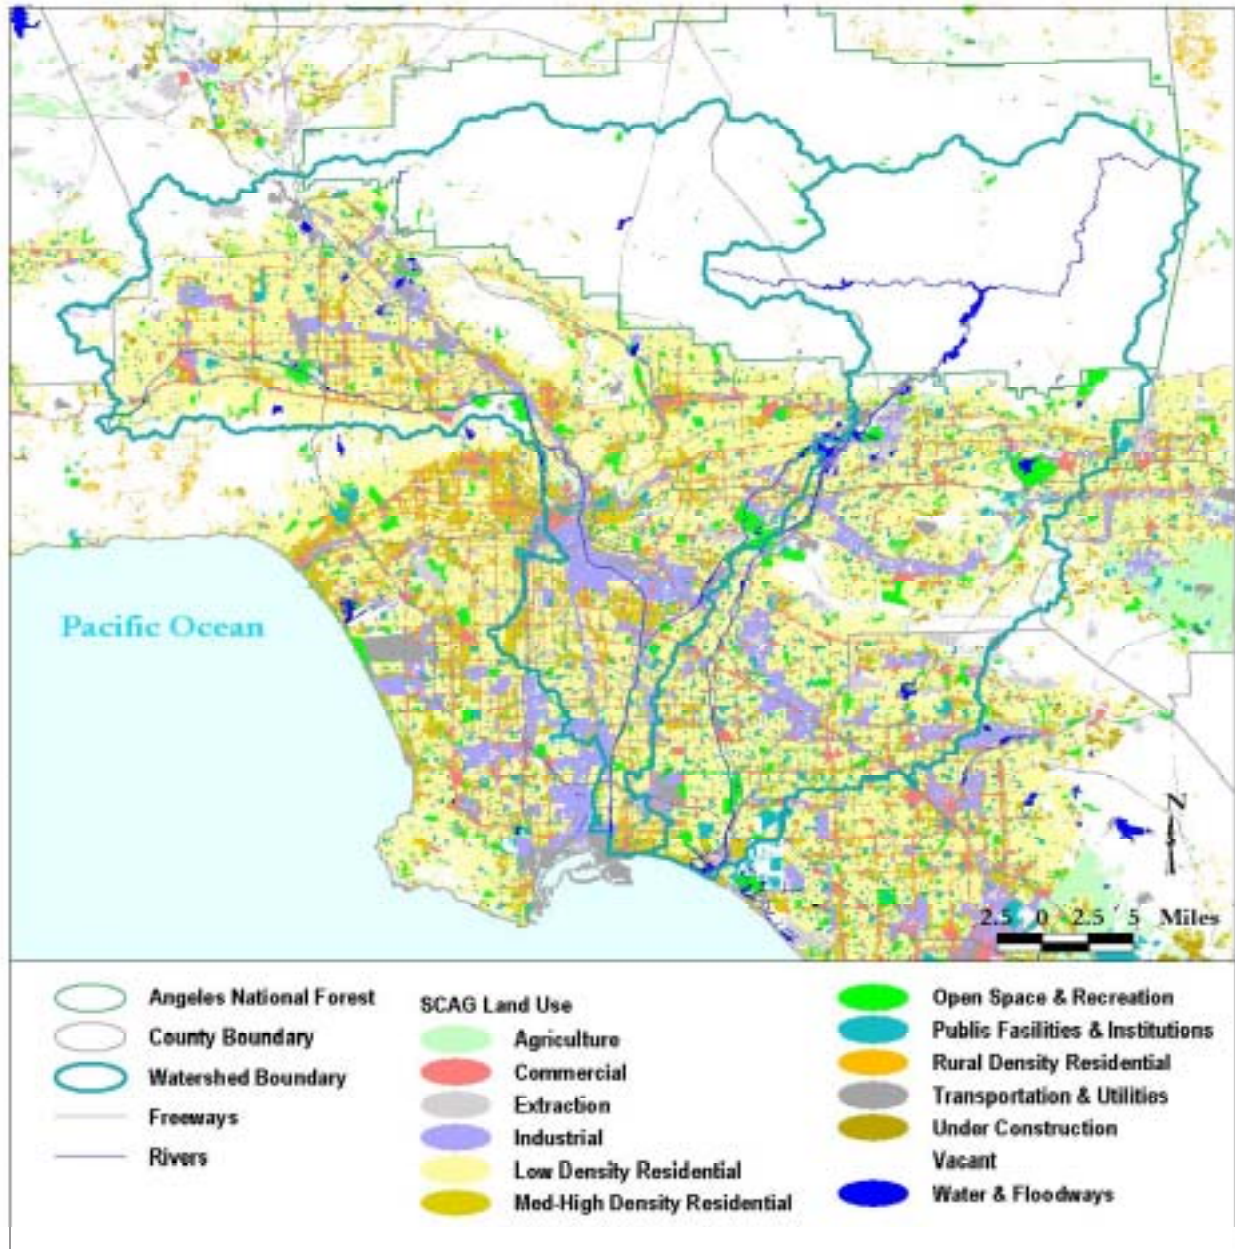 Pacific Ocean
N
2.5 0 2.5 5 Miles
Angeles National Forest
County Boundary
Watershed Boundary
Freeways
Rivers
SCAG Land Use
Agriculture
Commercial
Extraction
Industrial
Low Density Residential
Med-High Density Residential
Open Space & Recreation
Public Facilities & Institutions
Rural Density Residential
Transportation & Utilities
Under Construction
Vacant
Water & Floodways